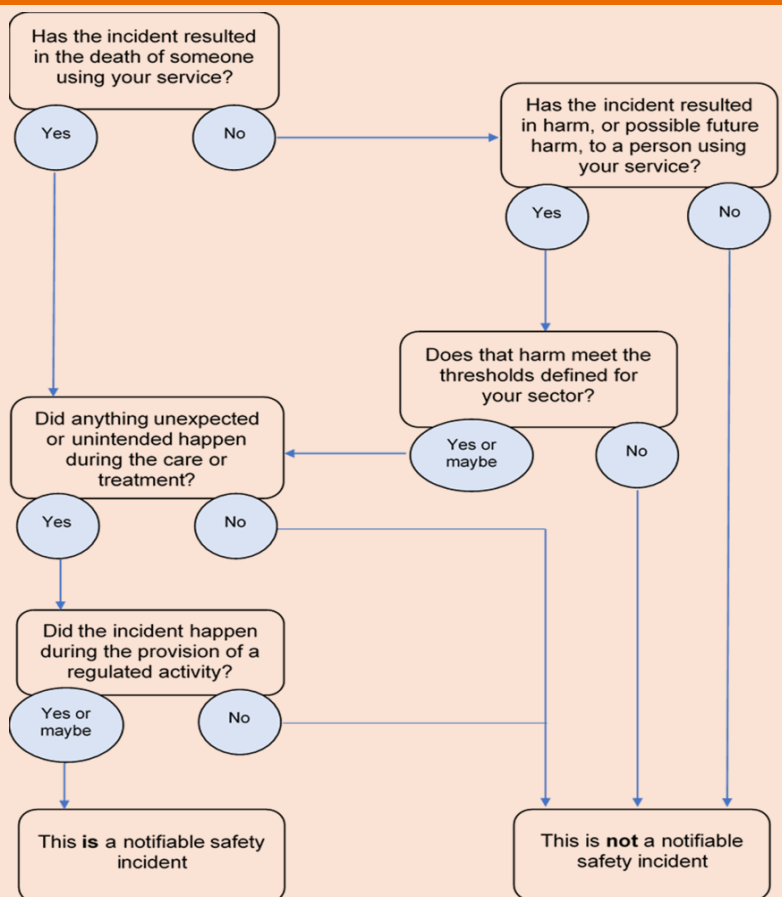 Has the incident resulted
in the death of someone
using your service?
Yes
No
Has the incident resulted
in harm, or possible future
harm, to a person using
your service?
Yes
No
Does that harm meet the
thresholds defined for
your sector?
Yes or
maybe
No
Did anything unexpected
or unintended happen
during the care or
treatment?
Yes
No
Did the incident happen
during the provision of a
regulated activity?
Yes or
maybe
No
This is a notifiable safety
incident
This is not a notifiable
safety incident